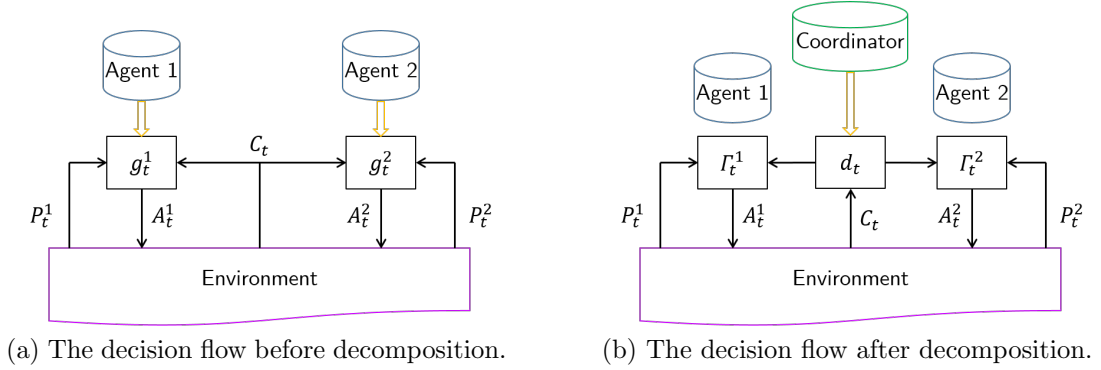 Agent 1
Agent 2
g_t^1
C_t
g_t^2
P_t^1
A_t^1
A_t^2
P_t^2
Environment
(a) The decision flow before decomposition.
Coordinator
Agent 1
Agent 2
Γ_t^1
d_t
Γ_t^2
P_t^1
A_t^1
C_t
A_t^2
P_t^2
Environment
(b) The decision flow after decomposition.